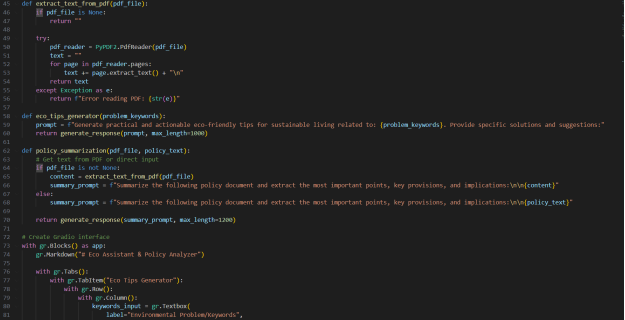 45 def extract_text_from_pdf(pdf_file):
46     if pdf_file is None:
47         return ""
48
49     try:
50         pdf_reader = PyPDF2.PdfReader(pdf_file)
51         text = ""
52         for page in pdf_reader.pages:
53             text += page.extract_text() + "\n"
54         return text
55     except Exception as e:
56         return f"Error reading PDF: {str(e)}"
57
58 def eco_tips_generator(problem_keywords):
59     prompt = f"Generate practical and actionable eco-friendly tips for sustainable living related to: {problem_keywords}. Provide specific solutions and suggestions:"
60     return generate_response(prompt, max_length=1000)
61
62 def policy_summarization(pdf_file, policy_text):
63     # Get text from PDF or direct input
64     if pdf_file is not None:
65         content = extract_text_from_pdf(pdf_file)
66         summary_prompt = f"Summarize the following policy document and extract the most important points, key provisions, and implications:\n\n{content}"
67     else:
68         summary_prompt = f"Summarize the following policy document and extract the most important points, key provisions, and implications:\n\n{policy_text}"
69
70     return generate_response(summary_prompt, max_length=1200)
71
72 # Create Gradio interface
73 with gr.Blocks() as app:
74     gr.Markdown("# Eco Assistant & Policy Analyzer")
75
76     with gr.Tabs():
77         with gr.TabItem("Eco Tips Generator"):
78             with gr.Row():
79                 with gr.Column():
80                     keywords_input = gr.Textbox(
81                         label="Environmental Problem/Keywords",